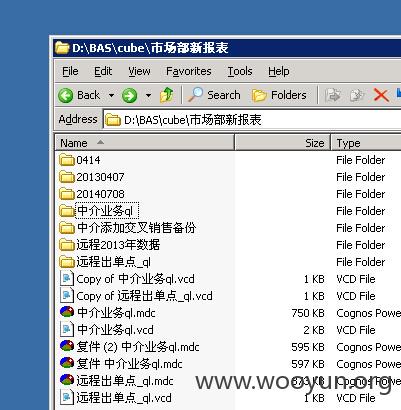 D:\BAS\cube\市场部新报表
File Edit View Favorites Tools Help
Back Search Folders
Address D:\BAS\cube\市场部新报表
Name Size Type
0414 File Folder
20130407 File Folder
20140708 File Folder
中介业务ql File Folder
中介添加交叉销售备份 File Folder
远程2013年数据 File Folder
远程出单点_ql File Folder
Copy of 中介业务ql.vcd 1 KB VCD File
Copy of 远程出单点_ql.vcd 1 KB VCD File
中介业务ql.mdc 750 KB Cognos Powe
中介业务ql.vcd 2 KB VCD File
复件 (2) 中介业务ql.mdc 595 KB Cognos Powe
复件 中介业务ql.mdc 597 KB Cognos Powe
远程出单点_ql.mdc KB Cognos Powe
远程出单点_ql.vcd 1 KB VCD File
www.wooyun.org